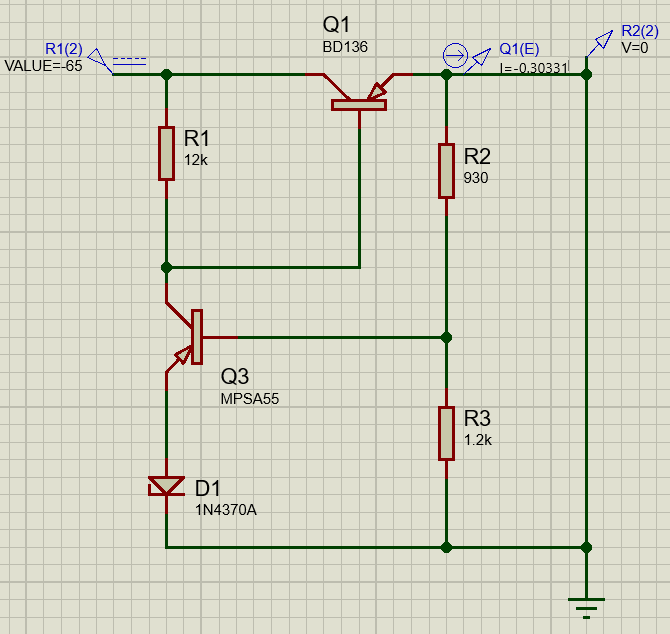 Q1
BD136
R1(2)
VALUE=-65
Q1(E)
I=-0.30331
R2(2)
V=0
R1
12k
R2
930
Q3
MPSA55
R3
1.2k
D1
1N4370A